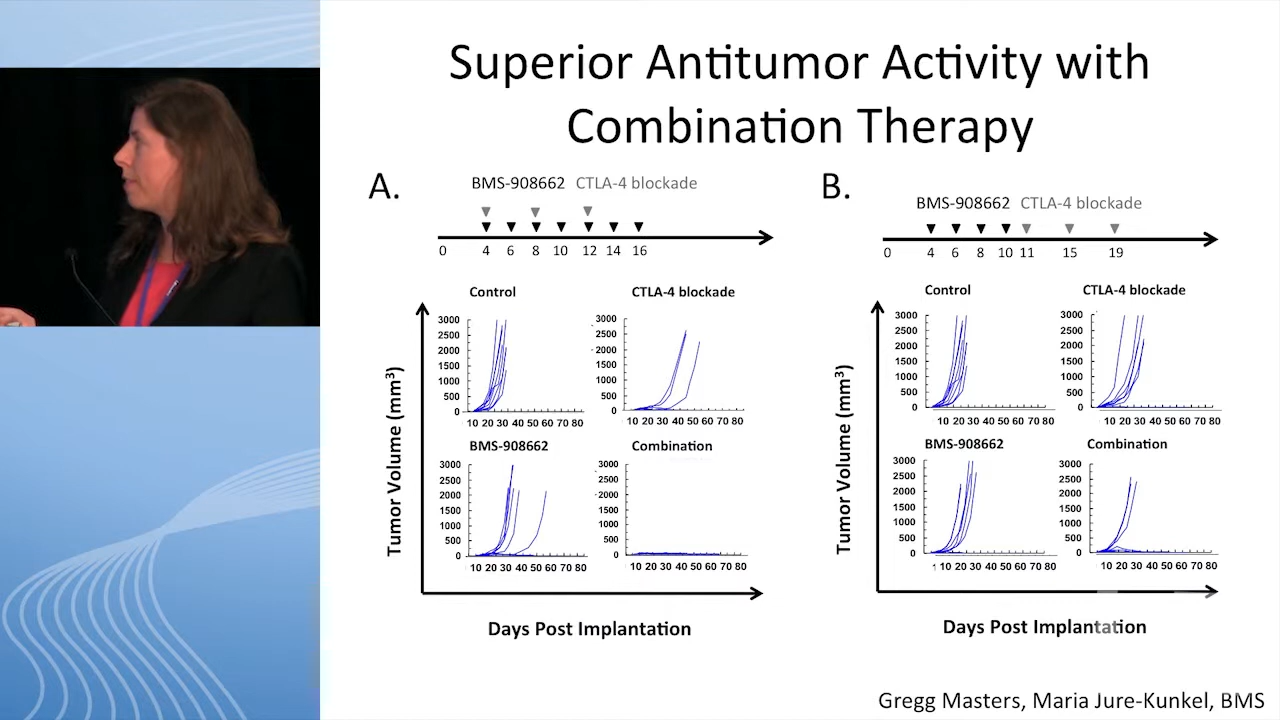 Superior Antitumor Activity with
Combination Therapy
A.
BMS-908662 CTLA-4 blockade
0 4 6 8 10 12 14 16
Control
3000
2500
2000
1500
1000
500
0
10 20 30 40 50 60 70 80
CTLA-4 blockade
3000
2500
2000
1500
1000
500
0
10 20 30 40 50 60 70 80
BMS-908662
3000
2500
2000
1500
1000
500
0
10 20 30 40 50 60 70 80
Combination
3000
2500
2000
1500
1000
500
0
10 20 30 40 50 60 70 80
Tumor Volume (mm³)
Days Post Implantation
B.
BMS-908662 CTLA-4 blockade
0 4 6 8 10 11 15 19
Control
3000
2500
2000
1500
1000
500
0
10 20 30 40 50 60 70 80
CTLA-4 blockade
3000
2500
2000
1500
1000
500
0
10 20 30 40 50 60 70 80
BMS-908662
3000
2500
2000
1500
1000
500
0
1 10 20 30 40 50 60 70 80
Combination
3000
2500
2000
1500
1000
500
0
10 20 30 40 50 60 70 80
Tumor Volume (mm³)
Days Post Implantation
Gregg Masters, Maria Jure-Kunkel, BMS